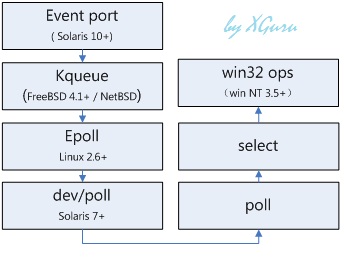 Event port
( Solaris 10+)
Kqueue
(FreeBSD 4.1+ / NetBSD)
Epoll
Linux 2.6+
dev/poll
Solaris 7+
by XGuru
win32 ops
(win NT 3.5+)
select
poll